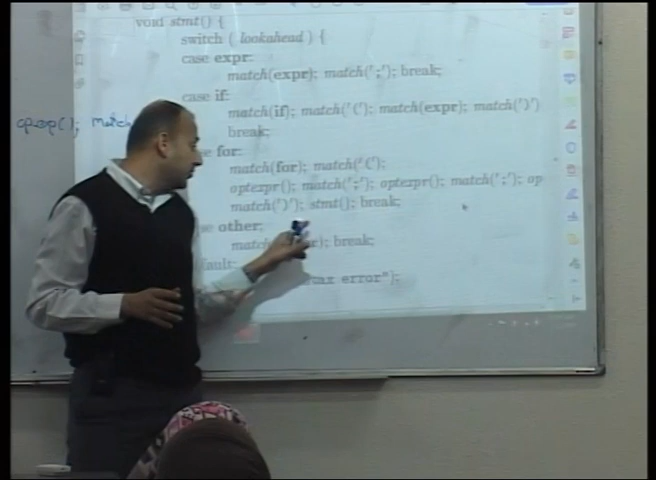 void stmt() {
switch ( lookahead ) {
case expr:
match(expr); match(';'); break;
case if:
match(if); match('('); match(expr); match(')')
break;
for:
match(for); match('(');
optexpr(); match(';'); optexpr(); match(';'); op
match(')'); stmt(); break;
other:
break;
error");
match